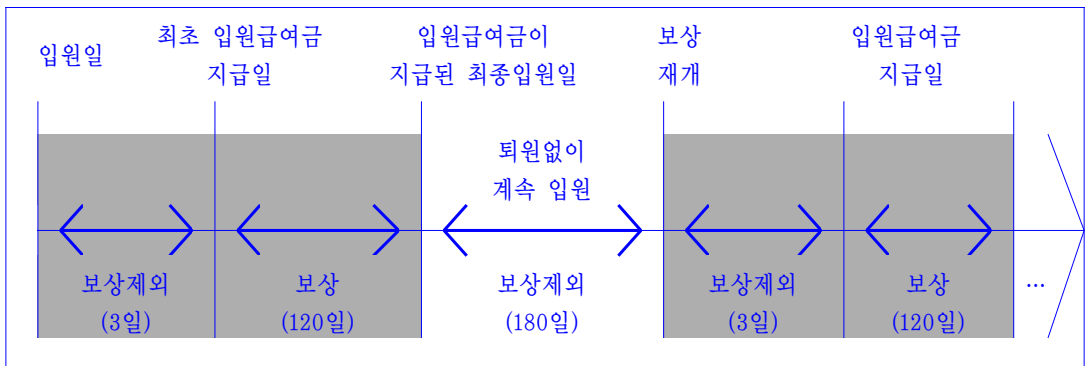 입원일
최초 입원급여금
지급일
입원급여금이
지급된 최종입원일
보상
재개
입원급여금
지급일
퇴원없이
계속 입원
보상제외
(3일)
보상
(120일)
보상제외
(180일)
보상제외
(3일)
보상
(120일)
…